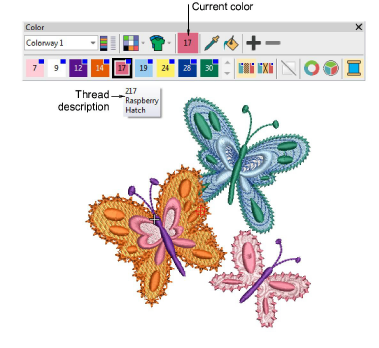 Current color
Color
Colorway 1
17
7 9 12 14 17 19 24 28 30
Thread description
217
Raspberry
Hatch